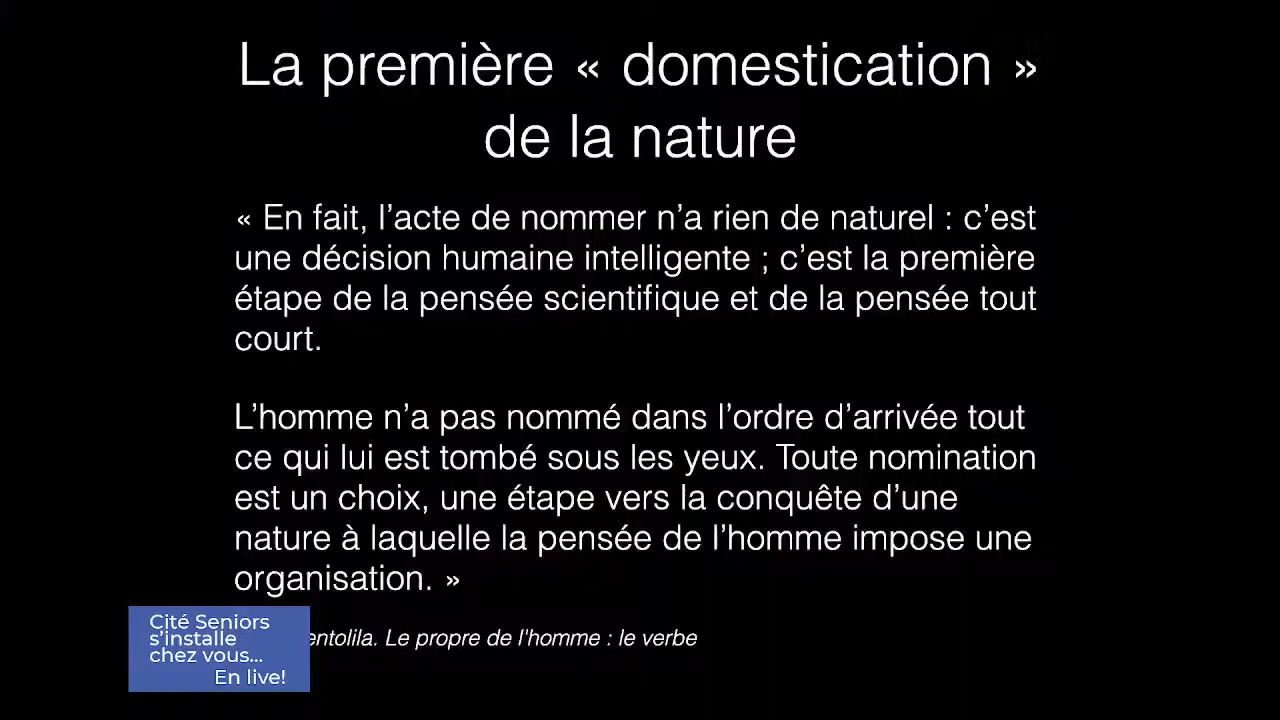 La première « domestication »
de la nature
« En fait, l’acte de nommer n’a rien de naturel : c’est
une décision humaine intelligente ; c’est la première
étape de la pensée scientifique et de la pensée tout
court.
L’homme n’a pas nommé dans l’ordre d’arrivée tout
ce qui lui est tombé sous les yeux. Toute nomination
est un choix, une étape vers la conquête d’une
nature à laquelle la pensée de l’homme impose une
organisation. »
entolila. Le propre de l'homme : le verbe
Cité Seniors
s’installe
chez vous...
En live!